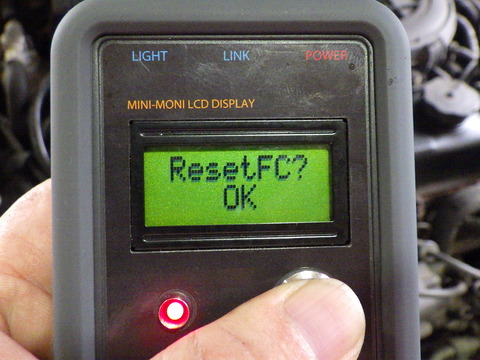 LIGHT LINK POWER
MINI-MONI LCD DISPLAY
ResetFC?
OK